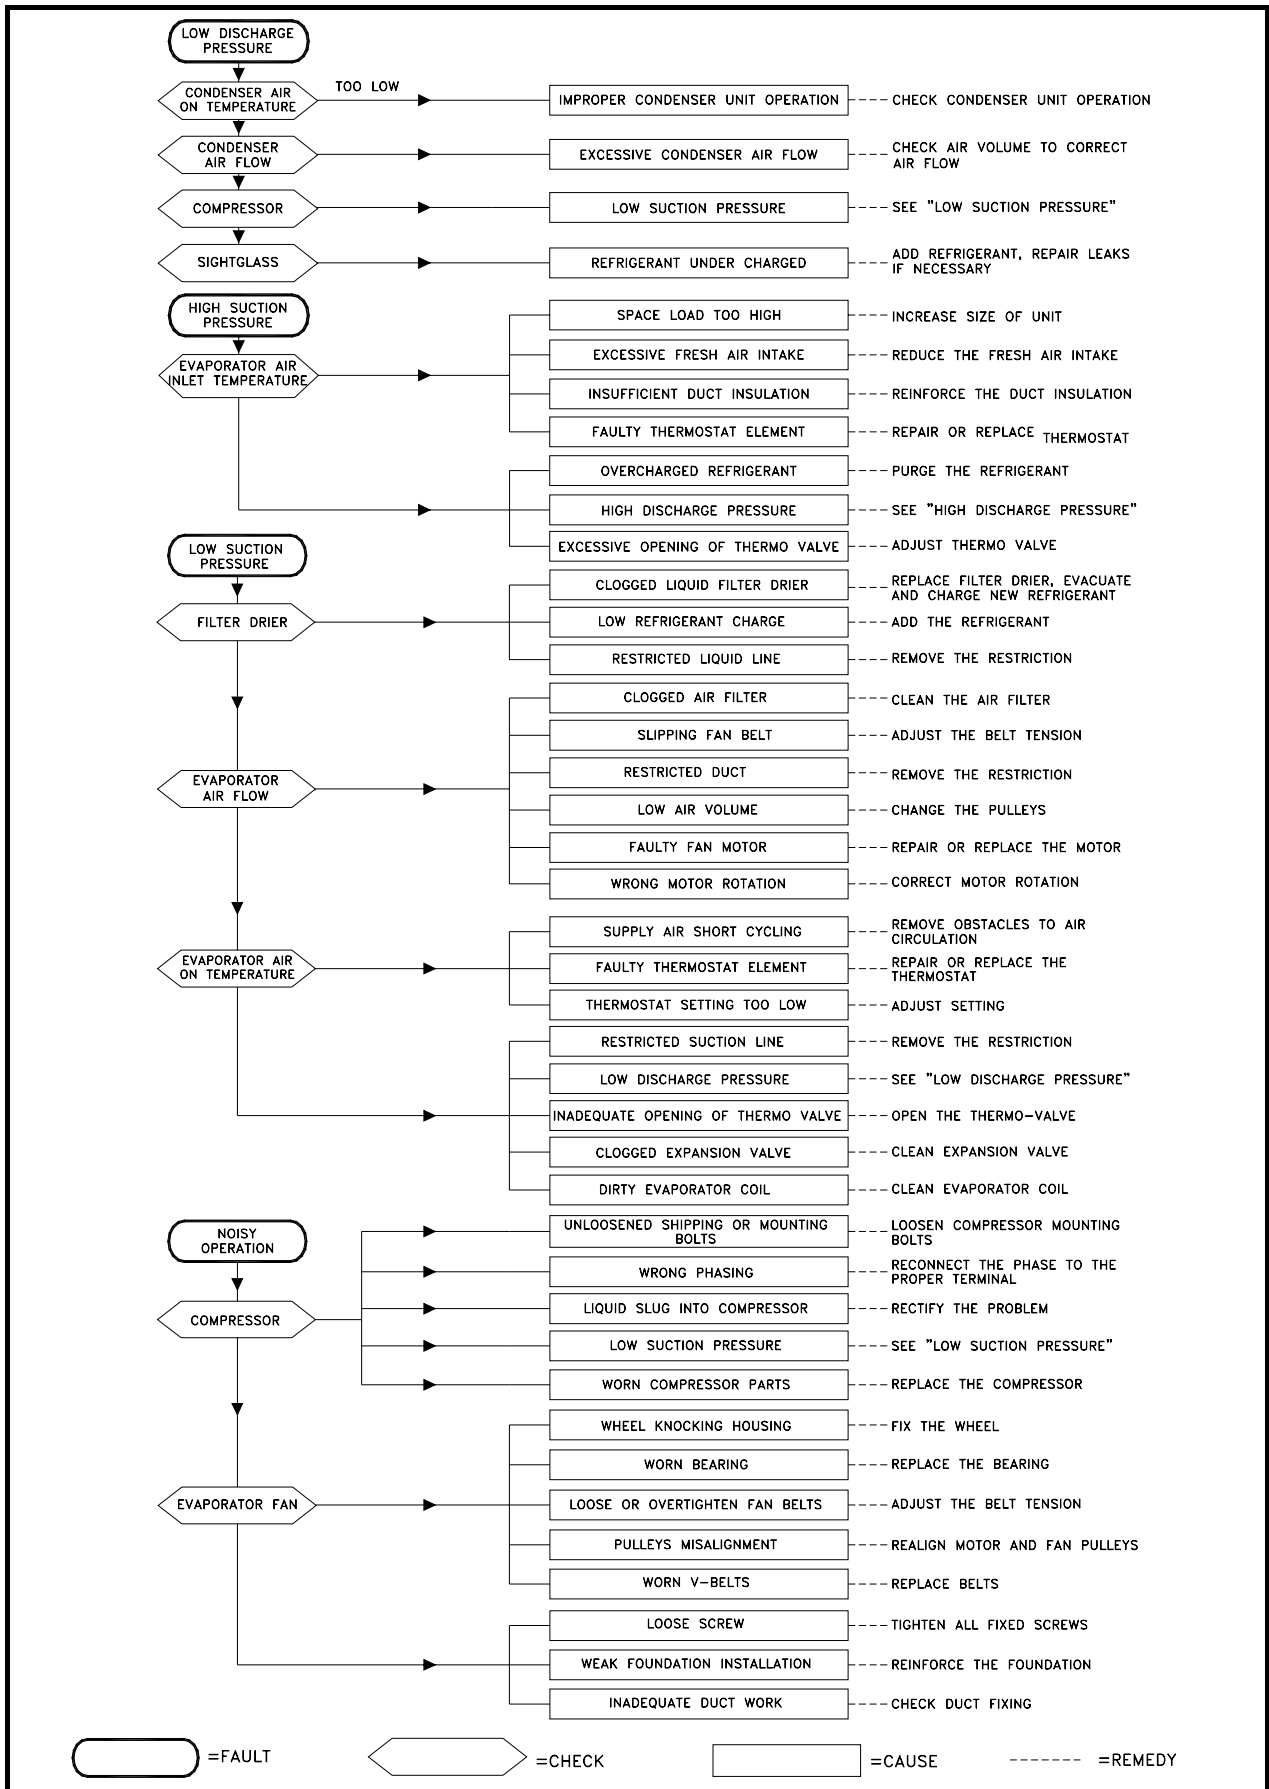 LOW DISCHARGE
PRESSURE
CONDENSER AIR
ON TEMPERATURE
TOO LOW
IMPROPER CONDENSER UNIT OPERATION
CHECK CONDENSER UNIT OPERATION
CONDENSER
AIR FLOW
EXCESSIVE CONDENSER AIR FLOW
CHECK AIR VOLUME TO CORRECT
AIR FLOW
COMPRESSOR
LOW SUCTION PRESSURE
SEE "LOW SUCTION PRESSURE"
SIGHTGLASS
REFRIGERANT UNDER CHARGED
ADD REFRIGERANT, REPAIR LEAKS
IF NECESSARY
HIGH SUCTION
PRESSURE
SPACE LOAD TOO HIGH
INCREASE SIZE OF UNIT
EVAPORATOR AIR
INLET TEMPERATURE
EXCESSIVE FRESH AIR INTAKE
REDUCE THE FRESH AIR INTAKE
INSUFFICIENT DUCT INSULATION
REINFORCE THE DUCT INSULATION
FAULTY THERMOSTAT ELEMENT
REPAIR OR REPLACE THERMOSTAT
OVERCHARGED REFRIGERANT
PURGE THE REFRIGERANT
HIGH DISCHARGE PRESSURE
SEE "HIGH DISCHARGE PRESSURE"
EXCESSIVE OPENING OF THERMO VALVE
ADJUST THERMO VALVE
LOW SUCTION
PRESSURE
CLOGGED LIQUID FILTER DRIER
REPLACE FILTER DRIER, EVACUATE
AND CHARGE NEW REFRIGERANT
FILTER DRIER
LOW REFRIGERANT CHARGE
ADD THE REFRIGERANT
RESTRICTED LIQUID LINE
REMOVE THE RESTRICTION
CLOGGED AIR FILTER
CLEAN THE AIR FILTER
SLIPPING FAN BELT
ADJUST THE BELT TENSION
EVAPORATOR
AIR FLOW
RESTRICTED DUCT
REMOVE THE RESTRICTION
LOW AIR VOLUME
CHANGE THE PULLEYS
FAULTY FAN MOTOR
REPAIR OR REPLACE THE MOTOR
WRONG MOTOR ROTATION
CORRECT MOTOR ROTATION
SUPPLY AIR SHORT CYCLING
REMOVE OBSTACLES TO AIR
CIRCULATION
EVAPORATOR AIR
ON TEMPERATURE
FAULTY THERMOSTAT ELEMENT
REPAIR OR REPLACE THE
THERMOSTAT
THERMOSTAT SETTING TOO LOW
ADJUST SETTING
RESTRICTED SUCTION LINE
REMOVE THE RESTRICTION
LOW DISCHARGE PRESSURE
SEE "LOW DISCHARGE PRESSURE"
INADEQUATE OPENING OF THERMO VALVE
OPEN THE THERMO-VALVE
CLOGGED EXPANSION VALVE
CLEAN EXPANSION VALVE
DIRTY EVAPORATOR COIL
CLEAN EVAPORATOR COIL
NOISY
OPERATION
UNLOOSENED SHIPPING OR MOUNTING
BOLTS
LOOSEN COMPRESSOR MOUNTING
BOLTS
WRONG PHASING
RECONNECT THE PHASE TO THE
PROPER TERMINAL
COMPRESSOR
LIQUID SLUG INTO COMPRESSOR
RECTIFY THE PROBLEM
LOW SUCTION PRESSURE
SEE "LOW SUCTION PRESSURE"
WORN COMPRESSOR PARTS
REPLACE THE COMPRESSOR
WHEEL KNOCKING HOUSING
FIX THE WHEEL
WORN BEARING
REPLACE THE BEARING
EVAPORATOR FAN
LOOSE OR OVERTIGHTEN FAN BELTS
ADJUST THE BELT TENSION
PULLEYS MISALIGNMENT
REALIGN MOTOR AND FAN PULLEYS
WORN V-BELTS
REPLACE BELTS
LOOSE SCREW
TIGHTEN ALL FIXED SCREWS
WEAK FOUNDATION INSTALLATION
REINFORCE THE FOUNDATION
INADEQUATE DUCT WORK
CHECK DUCT FIXING
=FAULT
=CHECK
=CAUSE
=REMEDY